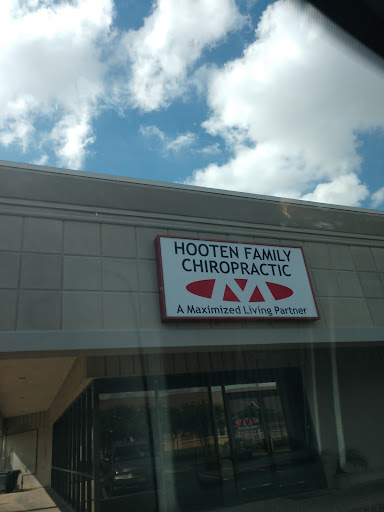 HOOTEN FAMILY
CHIROPRACTIC
A Maximized Living Partner